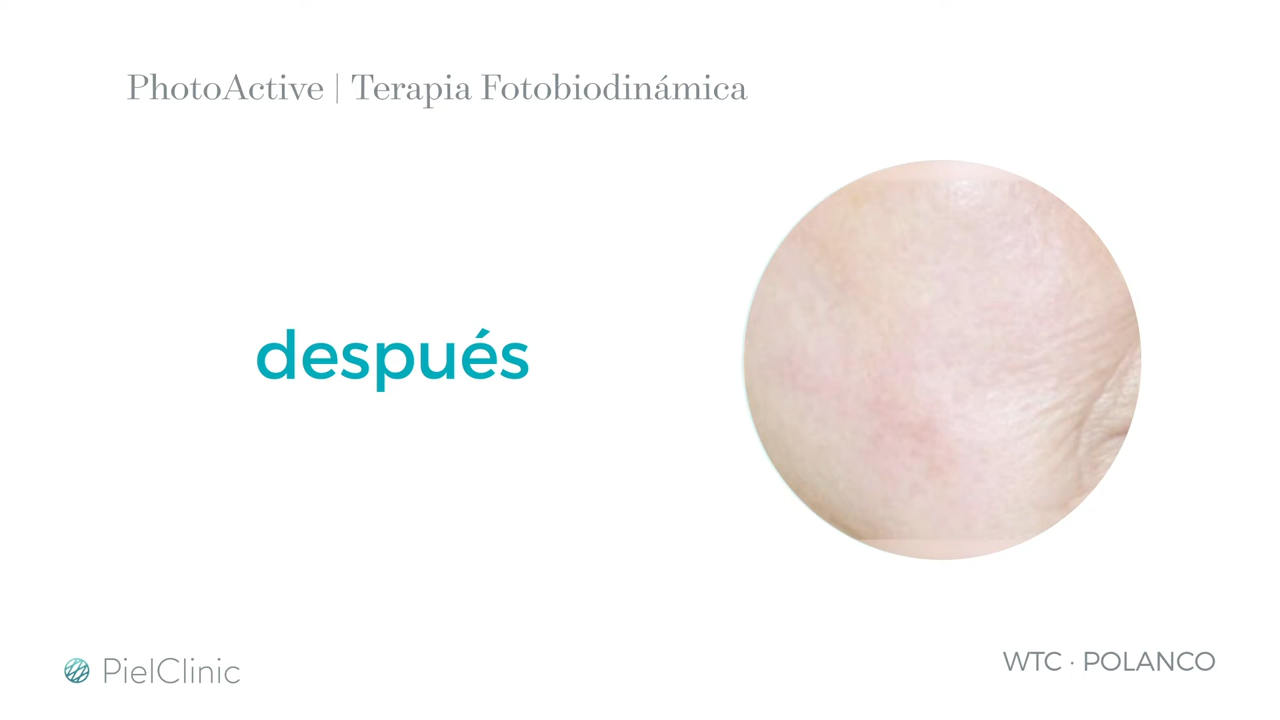 PhotoActive | Terapia Fotobiodinámica
después
PielClinic
WTC · POLANCO